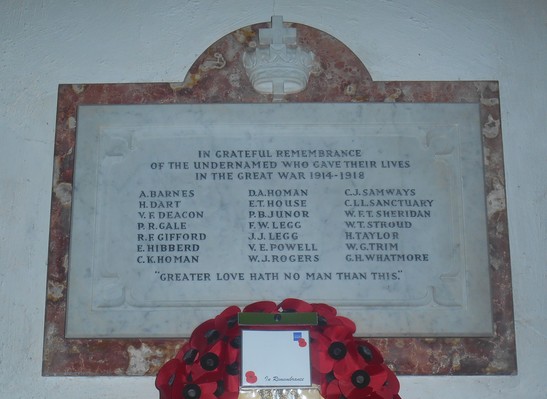 IN GRATEFUL REMEMBRANCE
OF THE UNDERNAMED WHO GAVE THEIR LIVES
IN THE GREAT WAR 1914-1918
A. BARNES
H. DART
V. F. DEACON
P. R. GALE
R. F. GIFFORD
E. HIBBERD
C. K. HOMAN
D. A. HOMAN
E. T. HOUSE
P. B. JUNOR
F. W. LEGG
J. J. LEGG
V. E. POWELL
W. J. ROGERS
C. J. SAMWAYS
C. L. L. SANCTUARY
W. F. T. SHERIDAN
W. T. STROUD
H. TAYLOR
W. G. TRIM
G. H. WHATMORE
"GREATER LOVE HATH NO MAN THAN THIS."
In Remembrance